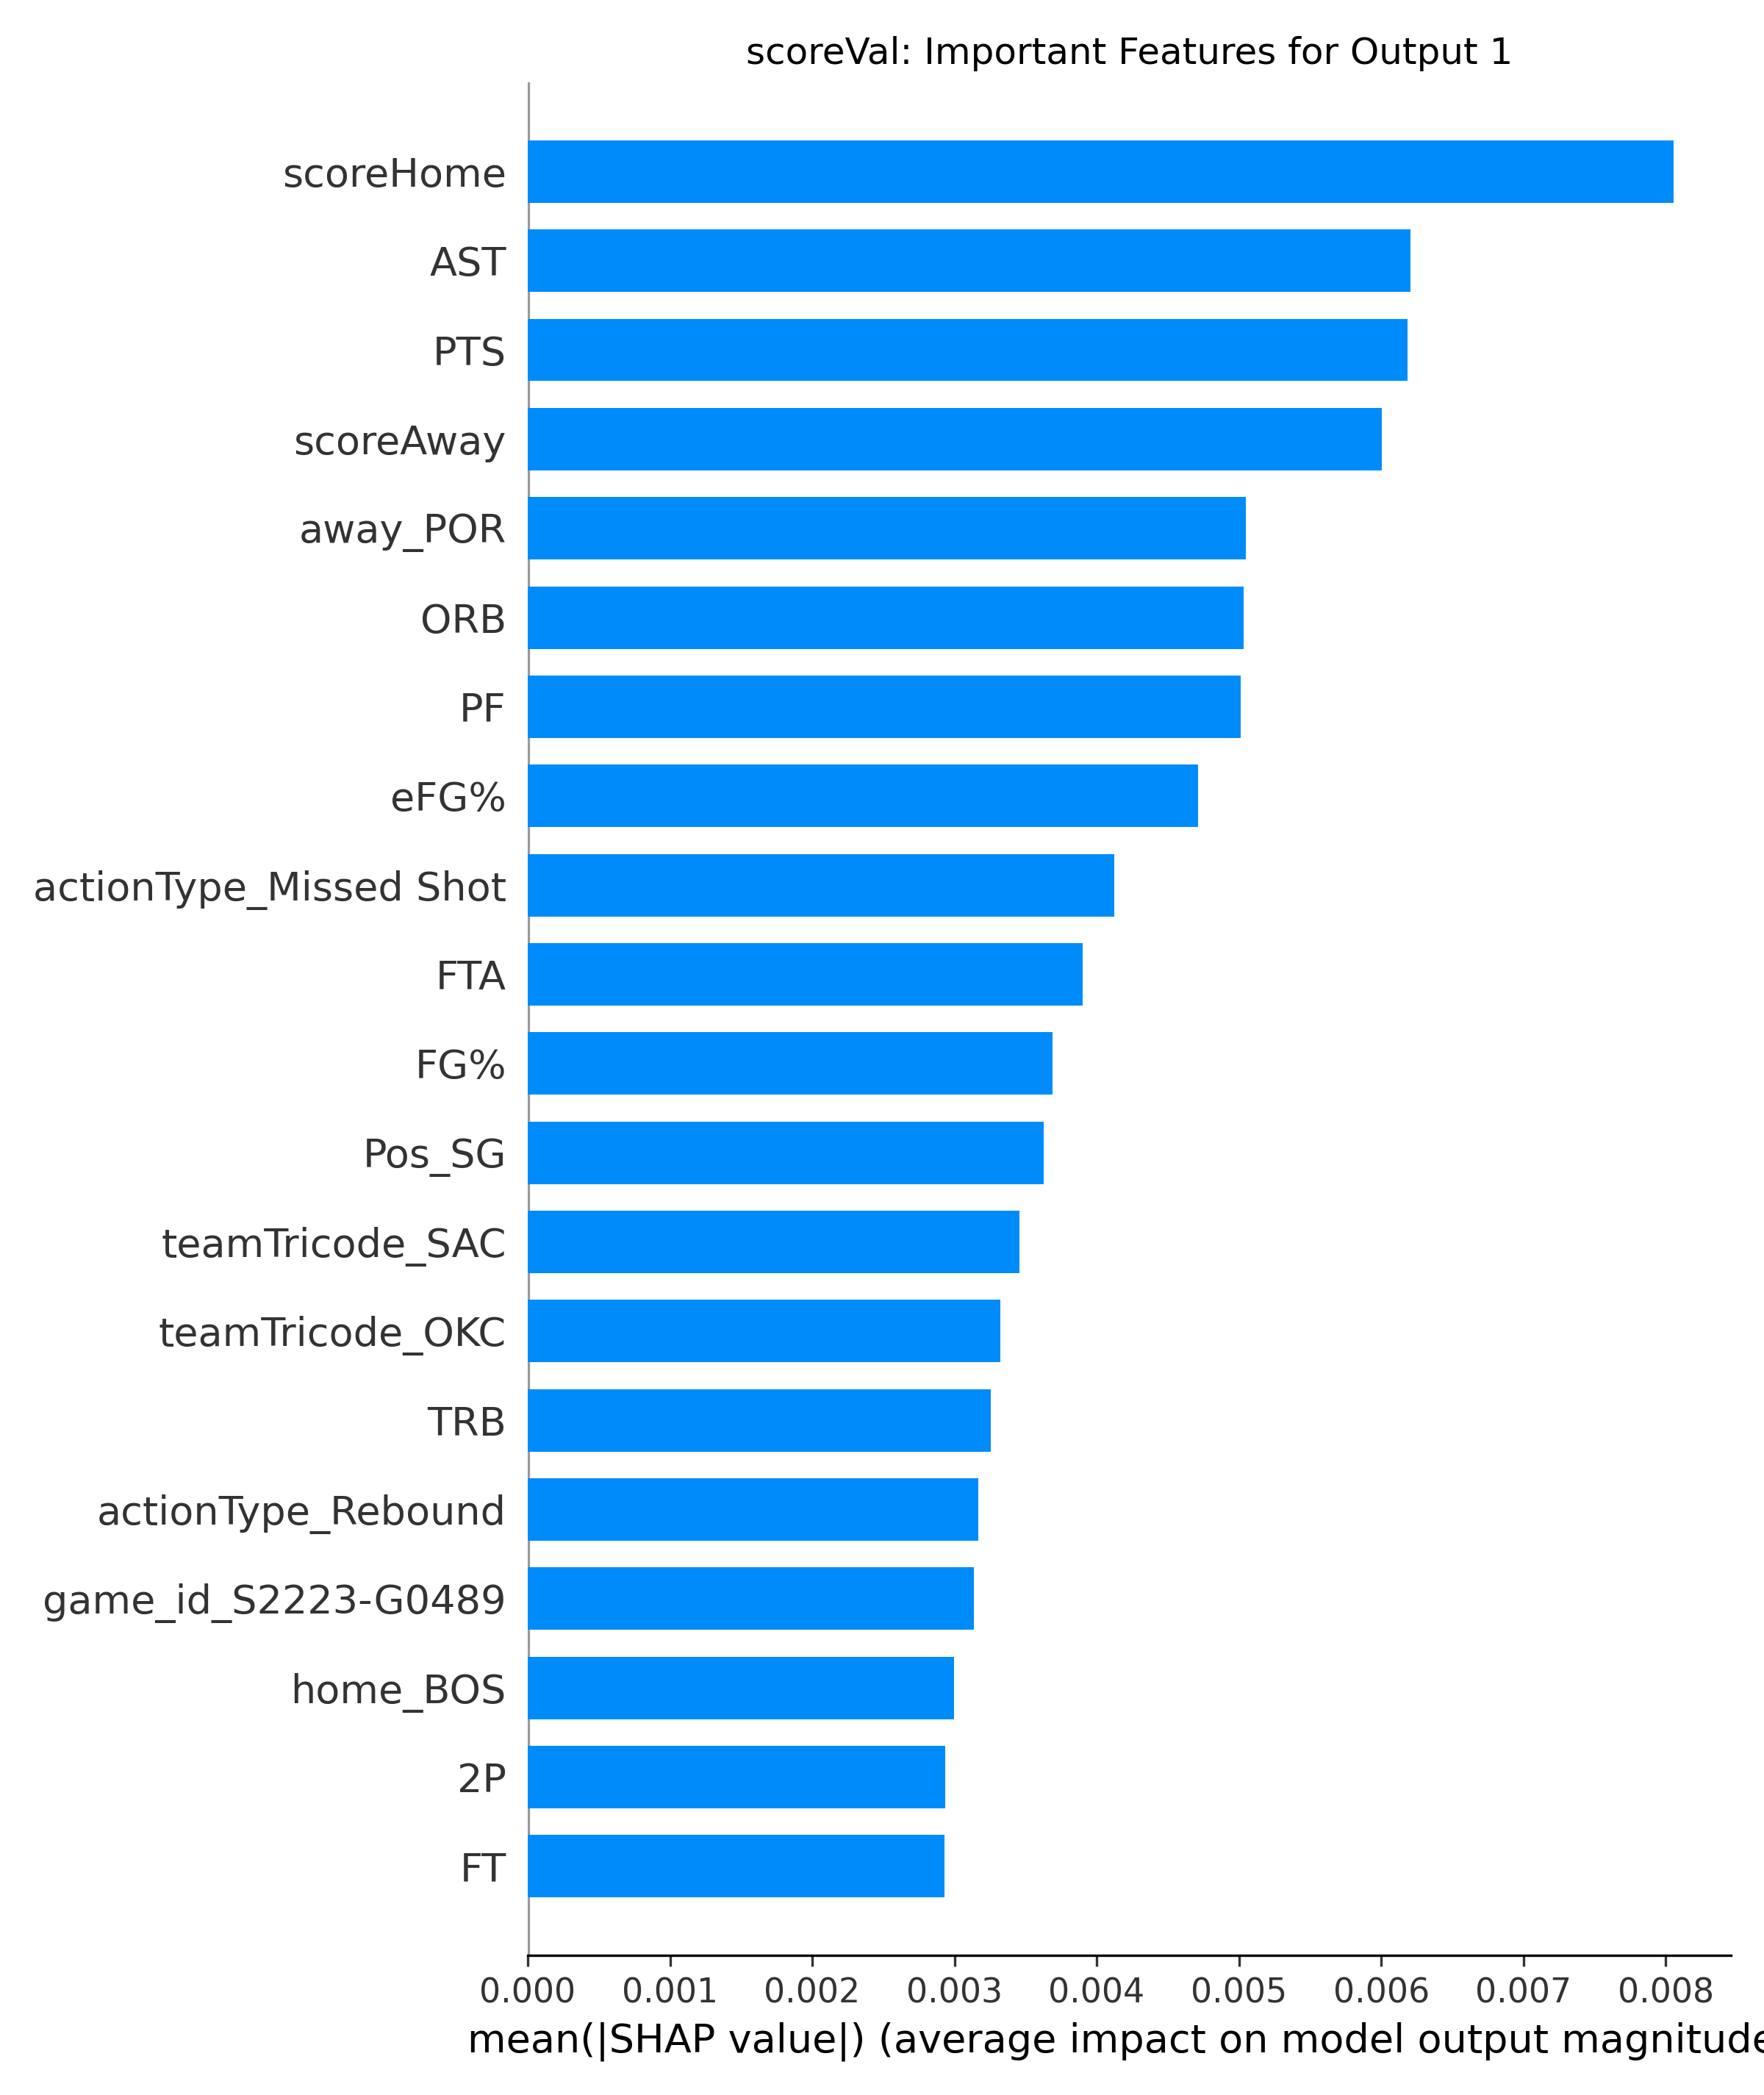 scoreVal: Important Features for Output 1
scoreHome
AST
PTS
scoreAway
away_POR
ORB
PF
eFG%
actionType_Missed Shot
FTA
FG%
Pos_SG
teamTricode_SAC
teamTricode_OKC
TRB
actionType_Rebound
game_id_S2223-G0489
home_BOS
2P
FT
0.000 0.001 0.002 0.003 0.004 0.005 0.006 0.007 0.008
mean(|SHAP value|) (average impact on model output magnitude